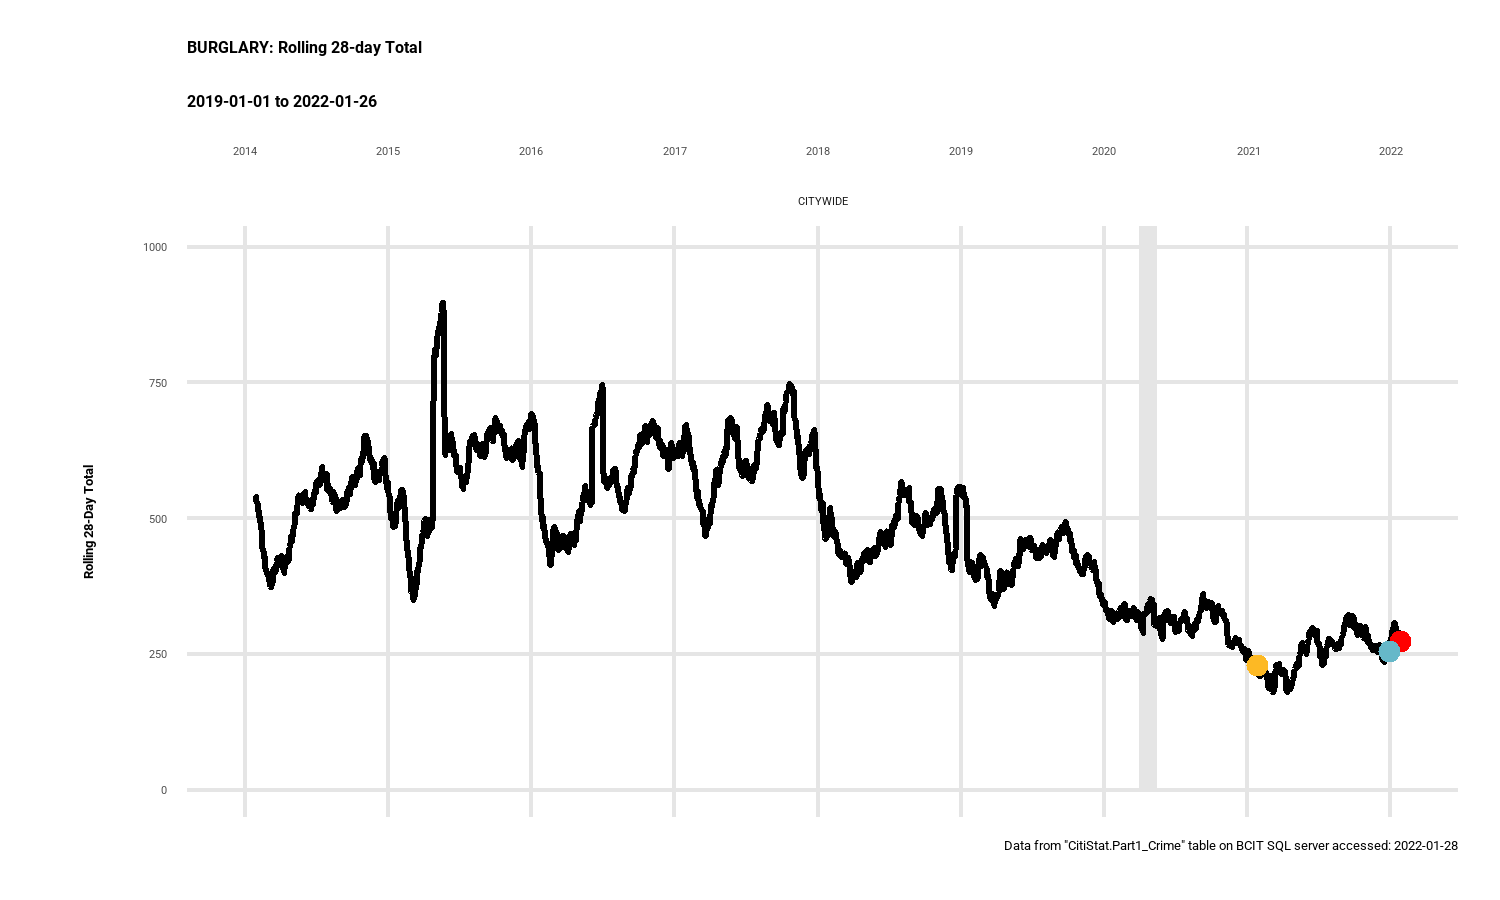 BURGLARY: Rolling 28-day Total
2019-01-01 to 2022-01-26
2014 2015 2016 2017 2018 2019 2020 2021 2022
CITYWIDE
1000
750
500
250
0
Rolling 28-Day Total
Data from "CitiStat.Part1_Crime" table on BCIT SQL server accessed: 2022-01-28